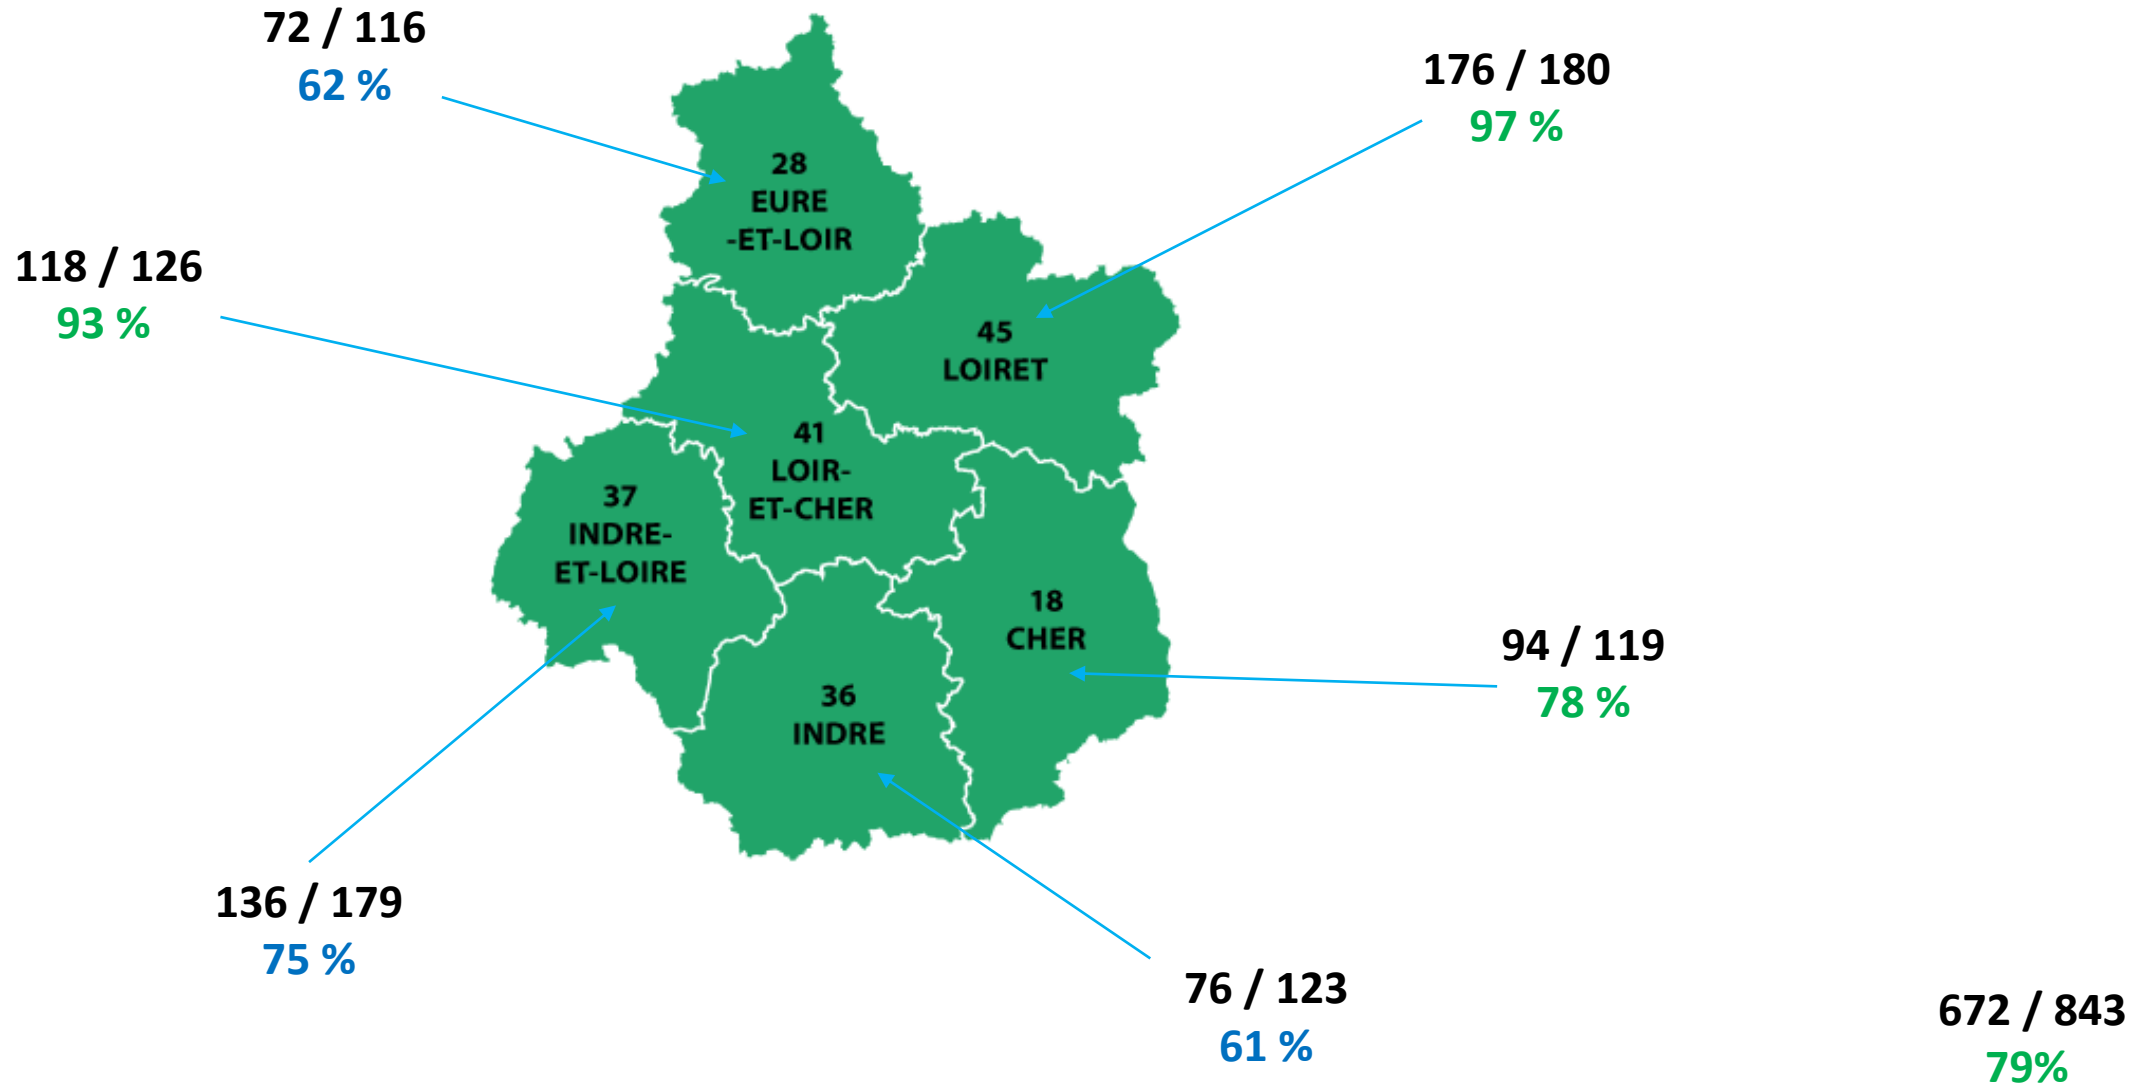 72 / 116
62 %
176 / 180
97 %
28
EURE
-ET-LOIR
118 / 126
93 %
45
LOIRET
41
LOIR-
ET-CHER
37
INDRE-
ET-LOIRE
18
CHER
94 / 119
78 %
36
INDRE
136 / 179
75 %
76 / 123
61 %
672 / 843
79%